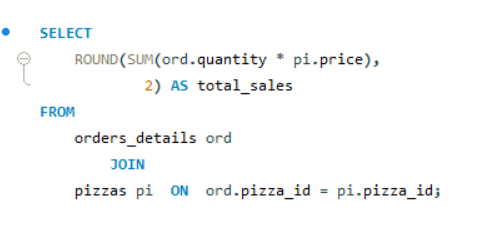 SELECT
ROUND(SUM(ord.quantity * pi.price),
2) AS total_sales
FROM
orders_details ord
JOIN
pizzas pi ON ord.pizza_id = pi.pizza_id;